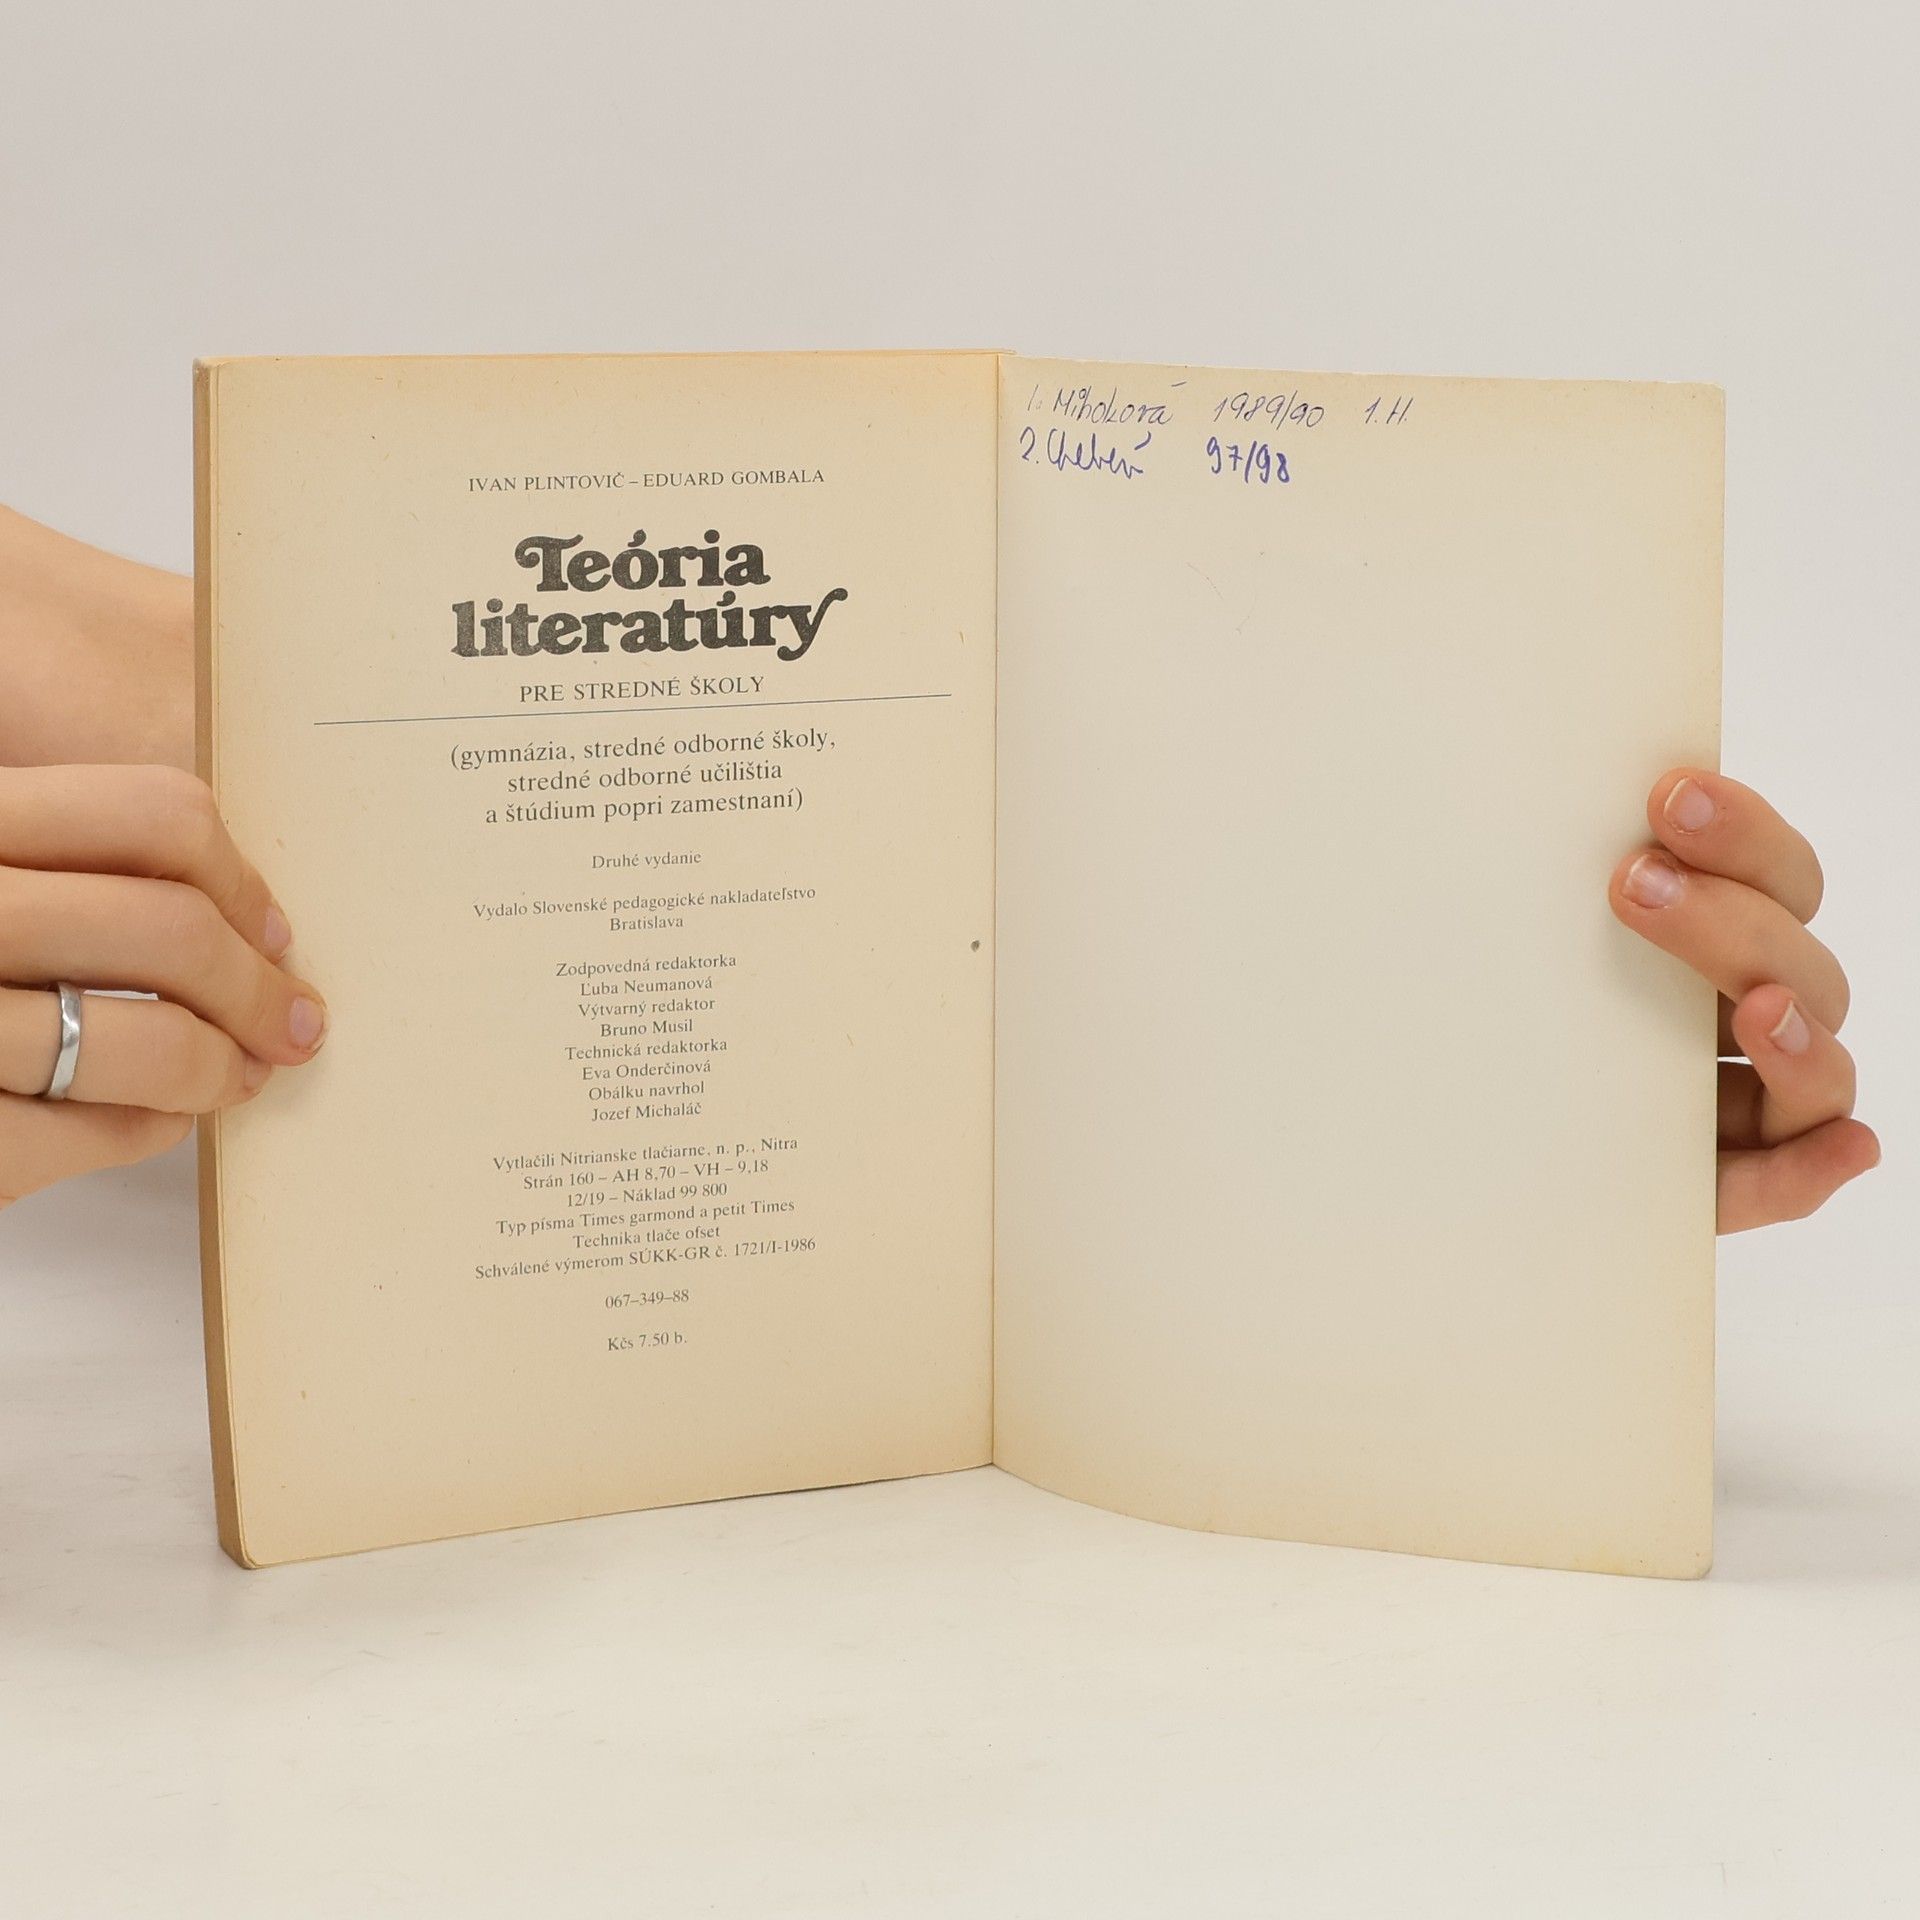 IVAN PLINTOVIČ – EDUARD GOMBALA
Teória
literatúry
PRE STREDNÉ ŠKOLY
(gymnázia, stredné odborné školy,
stredné odborné učilištia
a štúdium popri zamestnaní)
Druhé vydanie
Vydalo Slovenské pedagogické nakladateľstvo
Bratislava
Zodpovedná redaktorka
Ľuba Neumanová
Výtvarný redaktor
Bruno Musil
Technická redaktorka
Eva Onderčinová
Obálku navrhol
Jozef Michaláč
Vytlačili Nitrianske tlačiarne, n. p., Nitra
Strán 160 – AH 8,70 – VH – 9,18
12/19 – Náklad 99 800
Typ písma Times garmond a petit Times
Technika tlače ofset
Schválené výmerom SÚKK-GR č. 1721/I-1986
067–349–88
Kčs 7.50 b.
1. Mihoková 1989/90 1. H.
2. 97/98